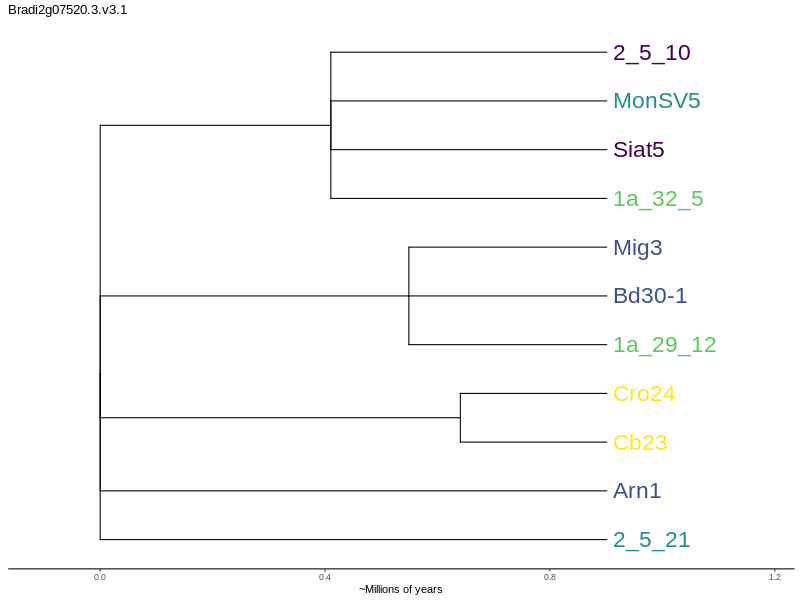 Bradi2g07520.3.v3.1
2_5_10
MonSV5
Siat5
1a_32_5
Mig3
Bd30-1
1a_29_12
Cro24
Cb23
Arn1
2_5_21
0.0 0.4 0.8 1.2
~Millions of years